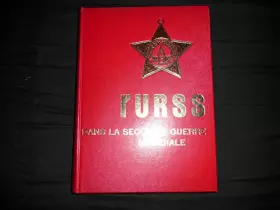 l'URSS
DANS LA SECONDE GUERRE
MONDIALE